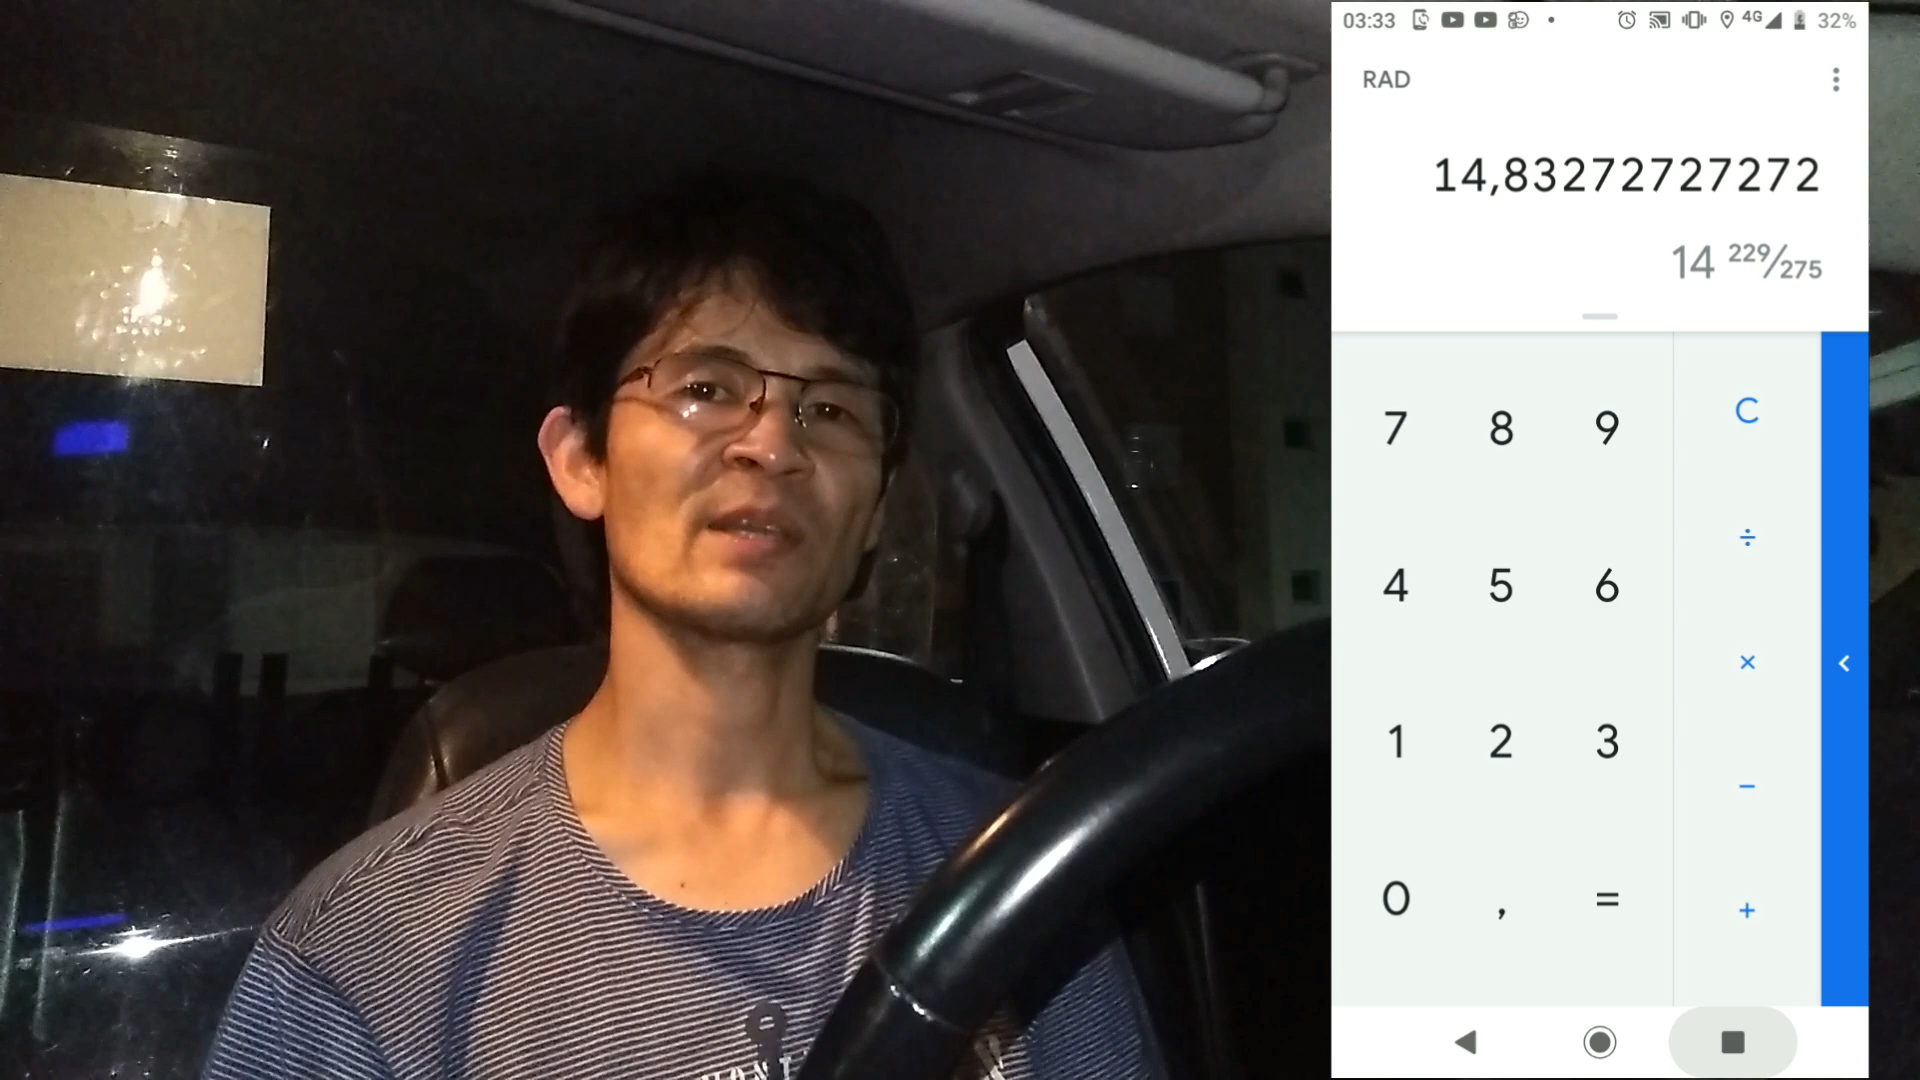 03:33 4G 32%
RAD
14,83272727272
14 229/275
7 8 9 C
÷
4 5 6
×
1 2 3
−
0 , =
+